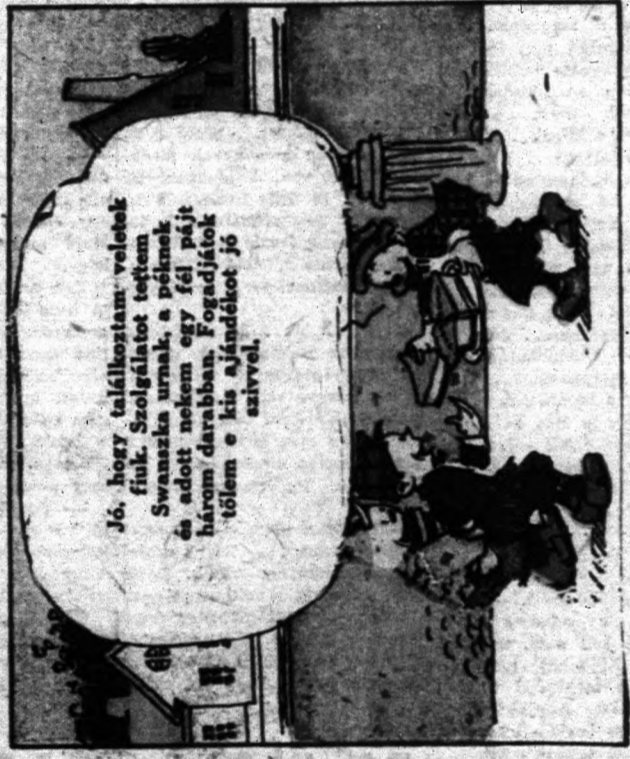 Jó, hogy találkoztam veletek
fiuk. Szolgálatot tettem
Swanszka urnak, a péknek
és adott nekem egy fél pájt
három darabban. Fogadjátok
tőlem e kis ajándékot jó
szivvel.